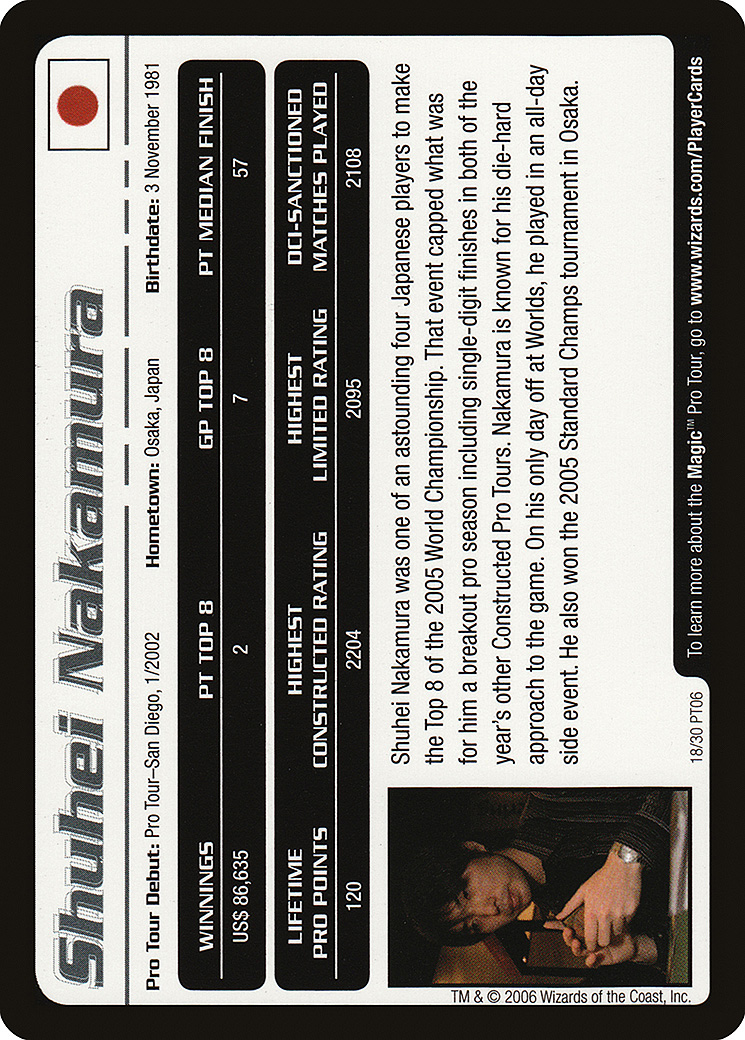 Shuhei Nakamura
Pro Tour Debut: Pro Tour–San Diego, 1/2002 Hometown: Osaka, Japan Birthdate: 3 November 1981
WINNINGS PT TOP 8 GP TOP 8 PT MEDIAN FINISH
US$ 86,635 2 7 57
LIFETIME HIGHEST HIGHEST DCI-SANCTIONED
PRO POINTS CONSTRUCTED RATING LIMITED RATING MATCHES PLAYED
120 2204 2095 2108
Shuhei Nakamura was one of an astounding four Japanese players to make
the Top 8 of the 2005 World Championship. That event capped what was
for him a breakout pro season including single-digit finishes in both of the
year's other Constructed Pro Tours. Nakamura is known for his die-hard
approach to the game. On his only day off at Worlds, he played in an all-day
side event. He also won the 2005 Standard Champs tournament in Osaka.
TM & © 2006 Wizards of the Coast, Inc.
18/30 PT06
To learn more about the Magic™ Pro Tour, go to www.wizards.com/PlayerCards